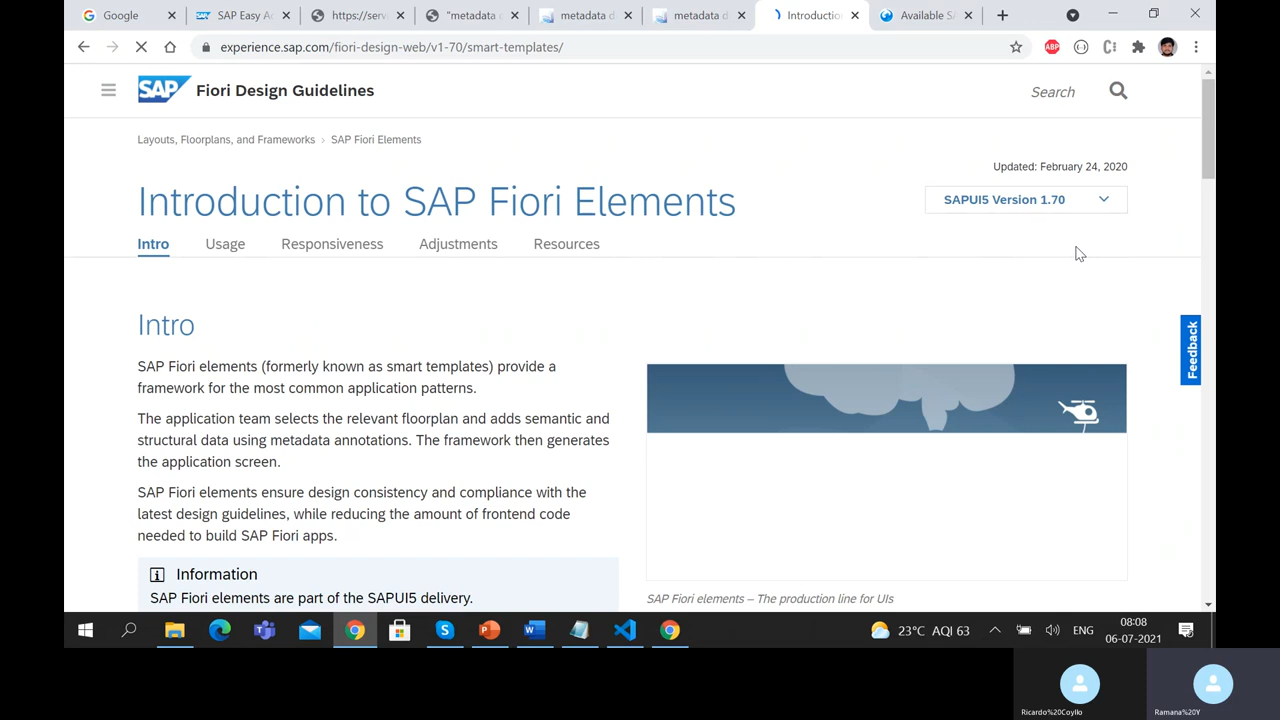 Google
SAP Easy Ac
https://serv
"metadata c
metadata d
metadata d
Introduction
Available SA
experience.sap.com/fiori-design-web/v1-70/smart-templates/
ABP
SAP
Fiori Design Guidelines
Search
Layouts, Floorplans, and Frameworks › SAP Fiori Elements
Updated: February 24, 2020
Introduction to SAP Fiori Elements
SAPUI5 Version 1.70
Intro
Usage
Responsiveness
Adjustments
Resources
Feedback
Intro
SAP Fiori elements (formerly known as smart templates) provide a
framework for the most common application patterns.
The application team selects the relevant floorplan and adds semantic and
structural data using metadata annotations. The framework then generates
the application screen.
SAP Fiori elements ensure design consistency and compliance with the
latest design guidelines, while reducing the amount of frontend code
needed to build SAP Fiori apps.
Information
SAP Fiori elements are part of the SAPUI5 delivery.
SAP Fiori elements – The production line for UIs
23°C AQI 63
ENG
08:08
06-07-2021
Ricardo%20Coyllo
Ramana%20Y